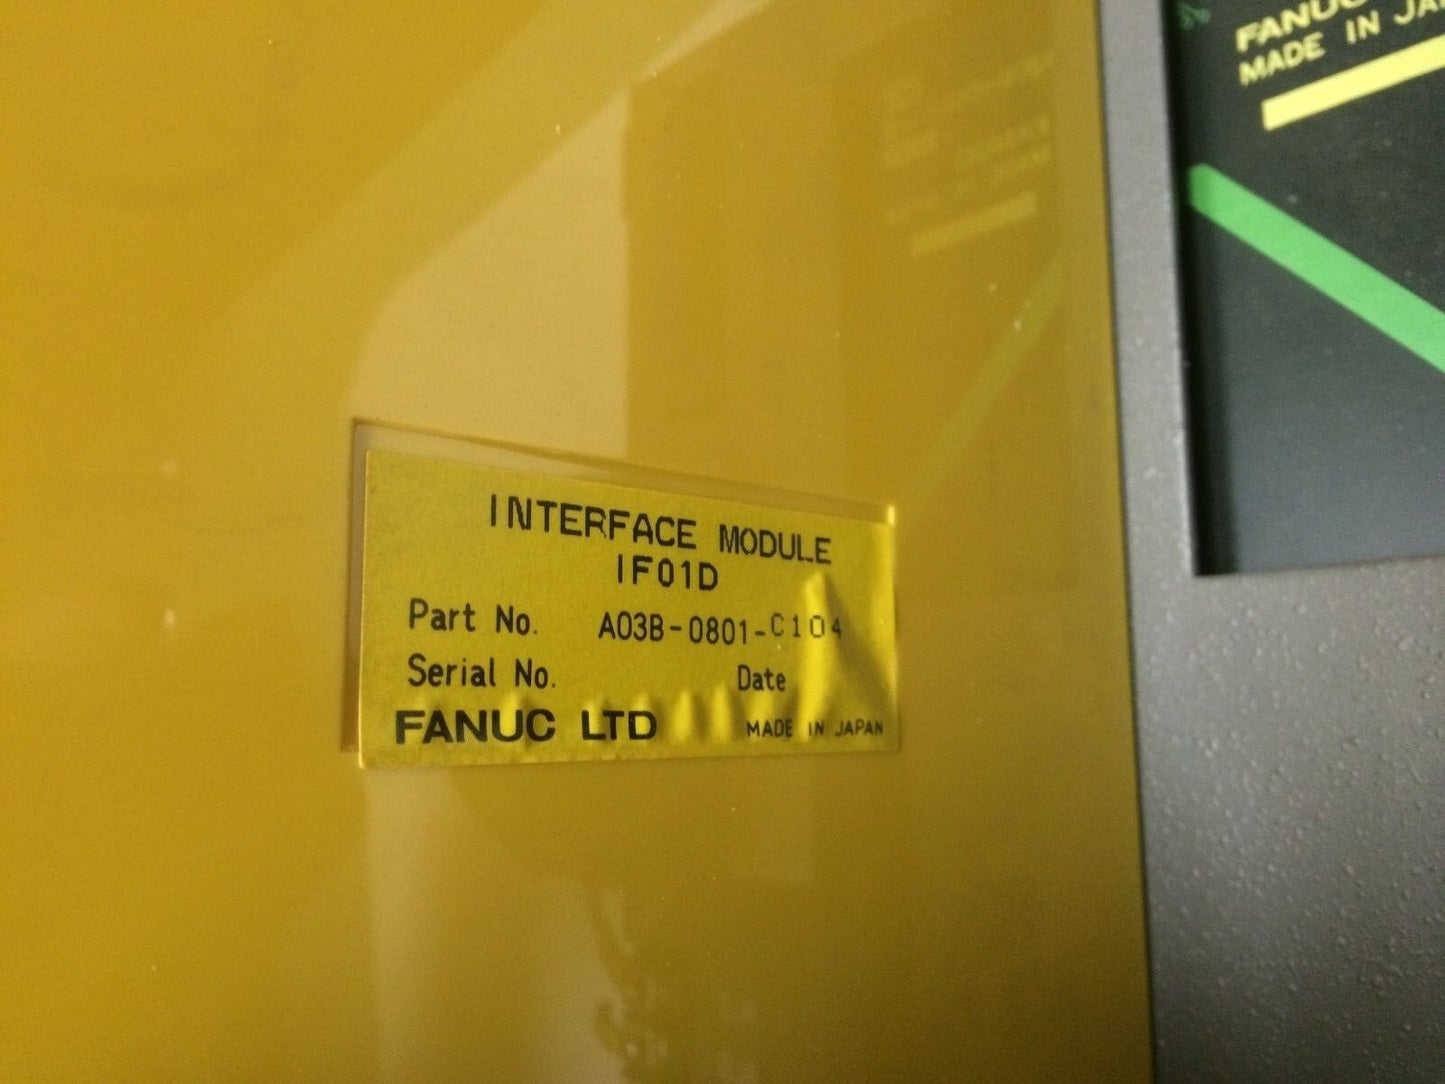 FANUC
MADE IN JA
INTERFACE MODULE
IF01D
Part No. A03B-0801-C104
Serial No. Date
FANUC LTD MADE IN JAPAN